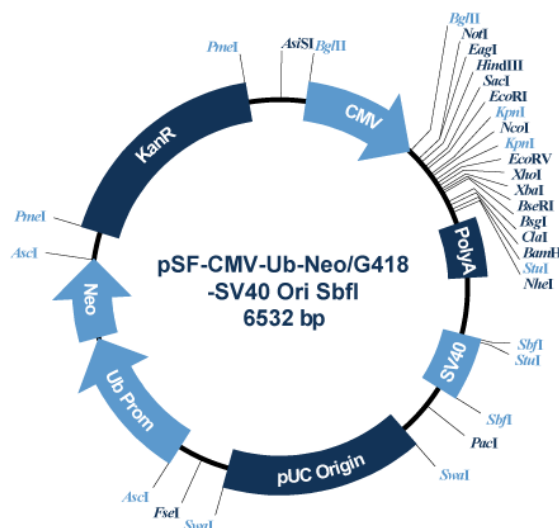 BglII
NotI
EagI
HindIII
SacI
EcoRI
KpnI
NcoI
KpnI
EcoRV
XhoI
XbaI
BseRI
BsgI
ClaI
BamH
StuI
NheI
PmeI
AsiSI
BglII
CMV
KanR
PmeI
AscI
PolyA
pSF-CMV-Ub-Neo/G418
-SV40 Ori SbfI
6532 bp
Neo
SbfI
StuI
SV40
Ub Prom
SbfI
PacI
pUC Origin
SwaI
AscI
FseI
SwaI